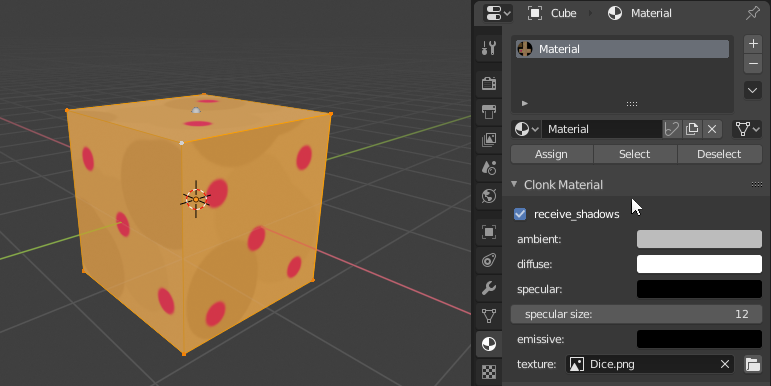 Cube Material
Material
Material
Assign Select Deselect
Clonk Material
receive_shadows
ambient:
diffuse:
specular:
specular size: 12
emissive:
texture: Dice.png